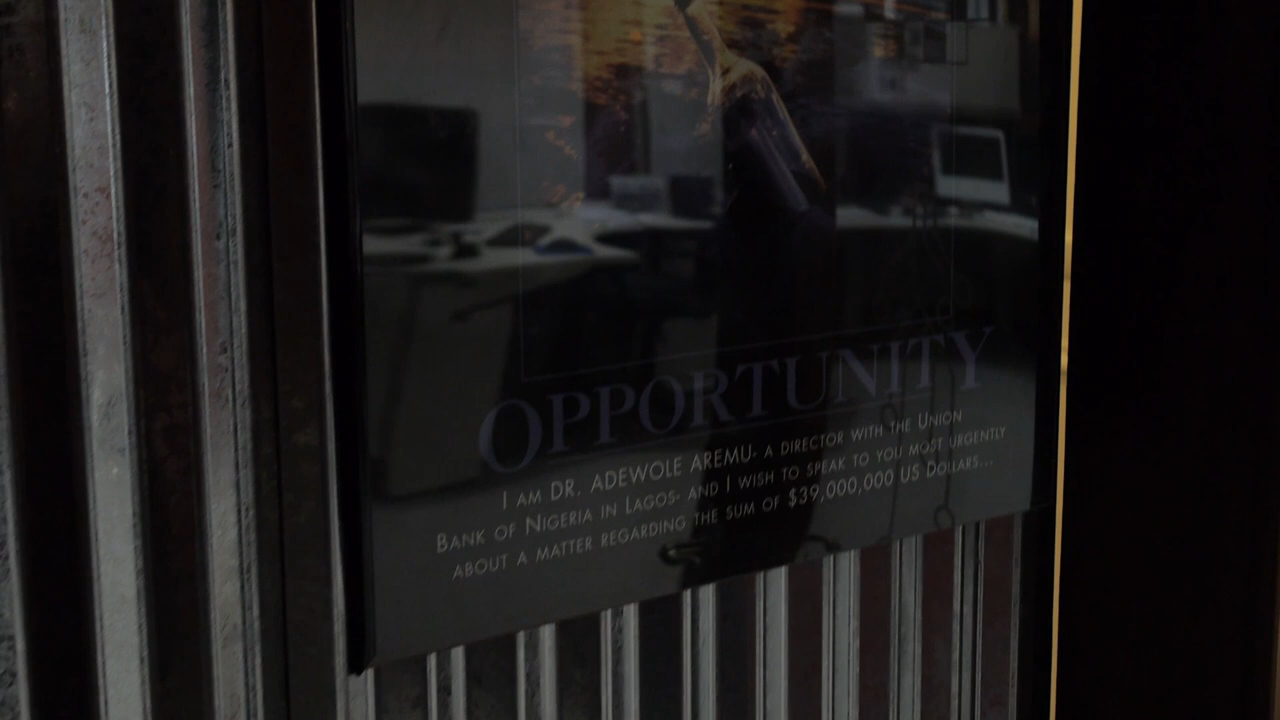 OPPORTUNITY
I AM DR. ADEWOLE AREMU- A DIRECTOR WITH THE UNION
BANK OF NIGERIA IN LAGOS- AND I WISH TO SPEAK TO YOU MOST URGENTLY
ABOUT A MATTER REGARDING THE SUM OF $39,000,000 US DOLLARS...